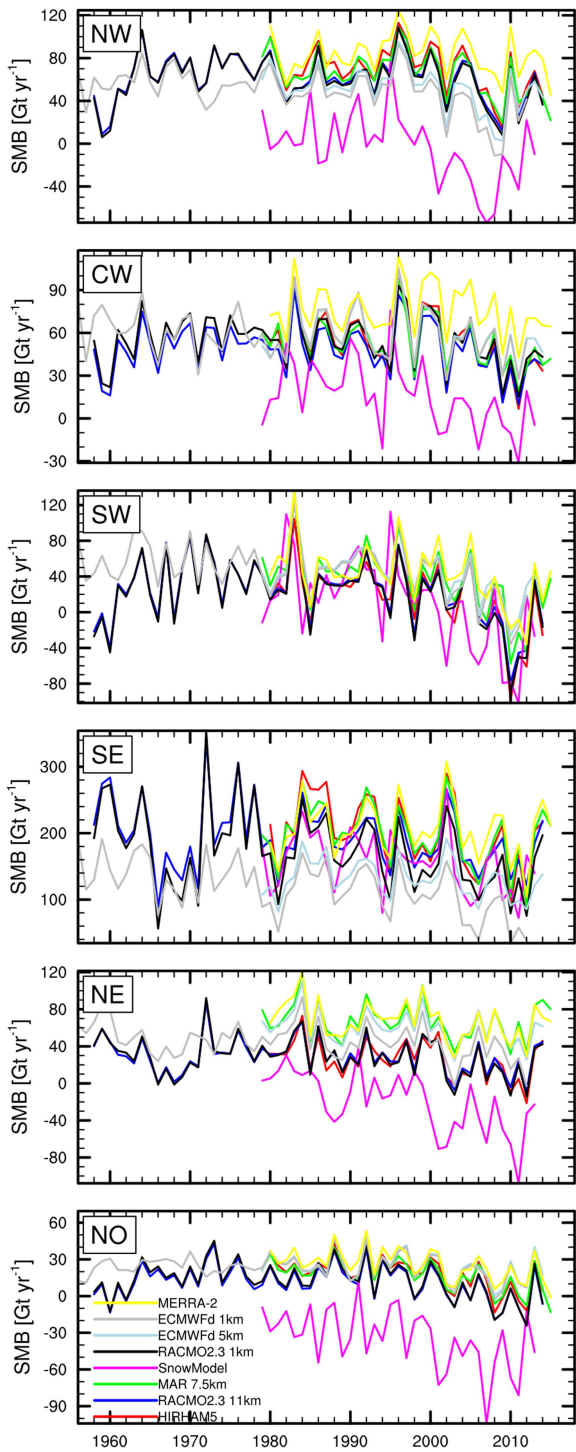 NW
SMB [Gt yr-1]
120
80
40
0
-40
CW
SMB [Gt yr-1]
90
60
30
0
-30
SW
SMB [Gt yr-1]
120
80
40
0
-40
-80
SE
SMB [Gt yr-1]
300
200
100
NE
SMB [Gt yr-1]
120
80
40
0
-40
-80
NO
SMB [Gt yr-1]
60
30
0
-30
-60
-90
MERRA-2
ECMWFd 1km
ECMWFd 5km
RACMO2.3 1km
SnowModel
MAR 7.5km
RACMO2.3 11km
HIRHAM5
1960 1970 1980 1990 2000 2010